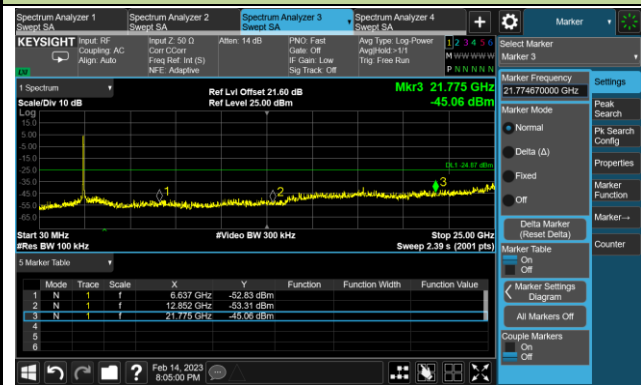 Spectrum Analyzer 1
Swept SA
Spectrum Analyzer 2
Swept SA
Spectrum Analyzer 3
Swept SA
Spectrum Analyzer 4
Swept SA
+
Marker
KEYSIGHT
Input: RF
Coupling: AC
Align: Auto
Input Z: 50 Ω
Corr CCorr
Freq Ref: Int (S)
NFE: Adaptive
Atten: 14 dB
PNO: Fast
Gate: Off
IF Gain: Low
Sig Track: Off
Avg Type: Log-Power
Avg|Hold:>1/1
Trig: Free Run
1 2 3 4 5 6
M W W W W W
P N N N N N
LXI
1 Spectrum
Scale/Div 10 dB
Log
Ref Lvl Offset 21.60 dB
Ref Level 25.00 dBm
Mkr3 21.775 GHz
-45.06 dBm
15.0
5.00
-5.00
-15.0
-25.0
-35.0
-45.0
-55.0
-65.0
DL1 -24.67 dBm
1
2
3
Start 30 MHz
#Res BW 100 kHz
#Video BW 300 kHz
Stop 25.00 GHz
Sweep 2.39 s (2001 pts)
5 Marker Table
Mode Trace Scale X Y Function Function Width Function Value
1 N 1 f 6.637 GHz -52.83 dBm
2 N 1 f 12.852 GHz -53.31 dBm
3 N 1 f 21.775 GHz -45.06 dBm
4
5
6
Feb 14, 2023
8:05:00 PM
Select Marker
Marker 3
Marker Frequency
21.774670000 GHz
Marker Mode
Normal
Delta (Δ)
Fixed
Off
Delta Marker
(Reset Delta)
Marker Table
On
Off
Marker Settings
Diagram
All Markers Off
Couple Markers
On
Off
Settings
Peak
Search
Pk Search
Config
Properties
Marker
Function
Marker→
Counter